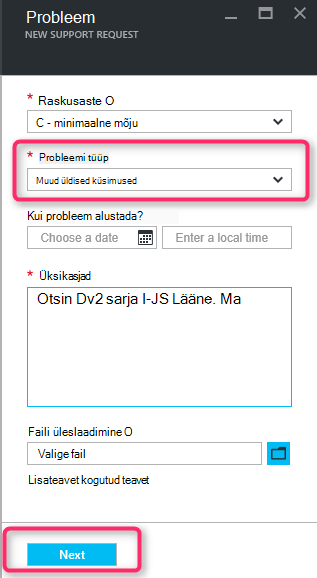 Probleem
NEW SUPPORT REQUEST
* Raskusaste O
C - minimaalne mõju
* Probleemi tüüp
Muud üldised küsimused
Kui probleem alustada?
Choose a date Enter a local time
* Üksikasjad
Otsin Dv2 sarja I-JS Lääne. Ma
Faili üleslaadimine O
Valige fail
Lisateavet kogutud teavet
Next